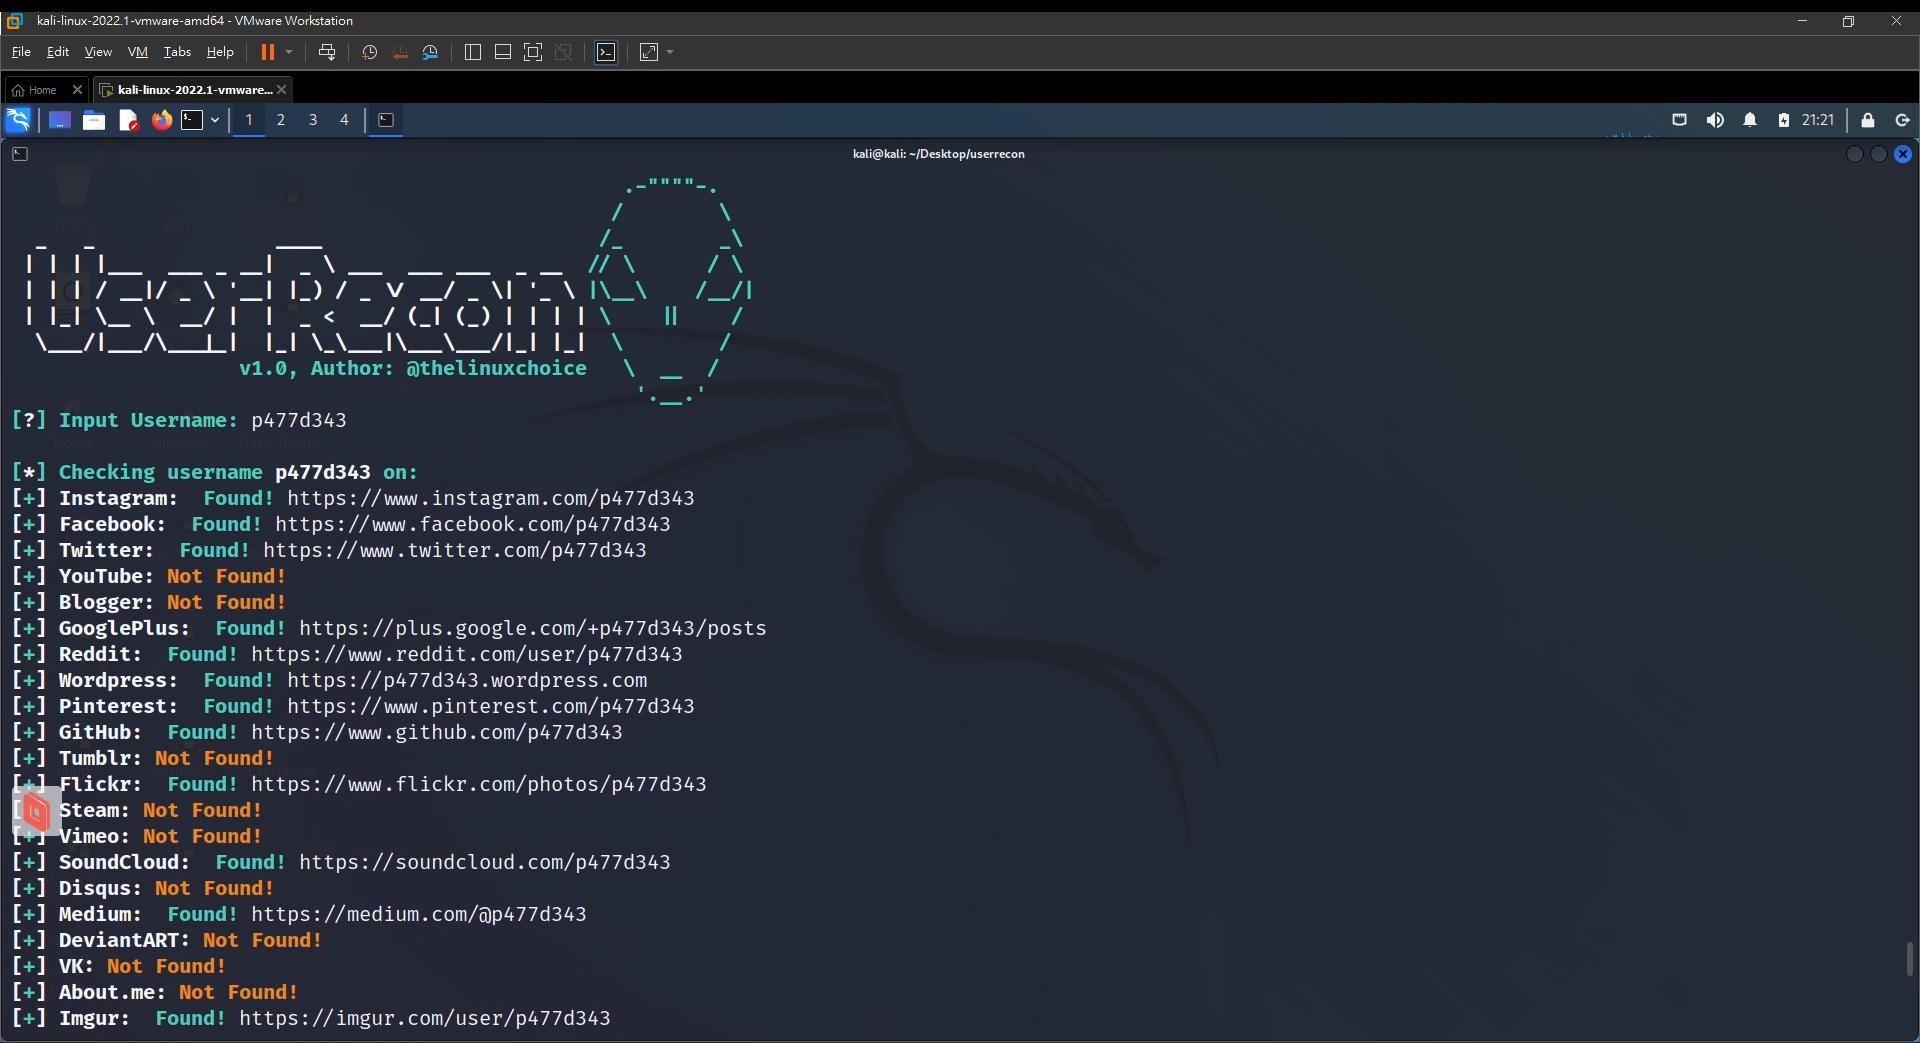 kali-linux-2022.1-vmware-amd64 - VMware Workstation
File Edit View VM Tabs Help
Home kali-linux-2022.1-vmware...
1 2 3 4 21:21
kali@kali: ~/Desktop/userrecon
UserRecon
v1.0, Author: @thelinuxchoice
[?] Input Username: p477d343
[*] Checking username p477d343 on:
[+] Instagram: Found! https://www.instagram.com/p477d343
[+] Facebook: Found! https://www.facebook.com/p477d343
[+] Twitter: Found! https://www.twitter.com/p477d343
[+] YouTube: Not Found!
[+] Blogger: Not Found!
[+] GooglePlus: Found! https://plus.google.com/+p477d343/posts
[+] Reddit: Found! https://www.reddit.com/user/p477d343
[+] Wordpress: Found! https://p477d343.wordpress.com
[+] Pinterest: Found! https://www.pinterest.com/p477d343
[+] GitHub: Found! https://www.github.com/p477d343
[+] Tumblr: Not Found!
[+] Flickr: Found! https://www.flickr.com/photos/p477d343
[ Steam: Not Found!
[+] Vimeo: Not Found!
[+] SoundCloud: Found! https://soundcloud.com/p477d343
[+] Disqus: Not Found!
[+] Medium: Found! https://medium.com/@p477d343
[+] DeviantART: Not Found!
[+] VK: Not Found!
[+] About.me: Not Found!
[+] Imgur: Found! https://imgur.com/user/p477d343